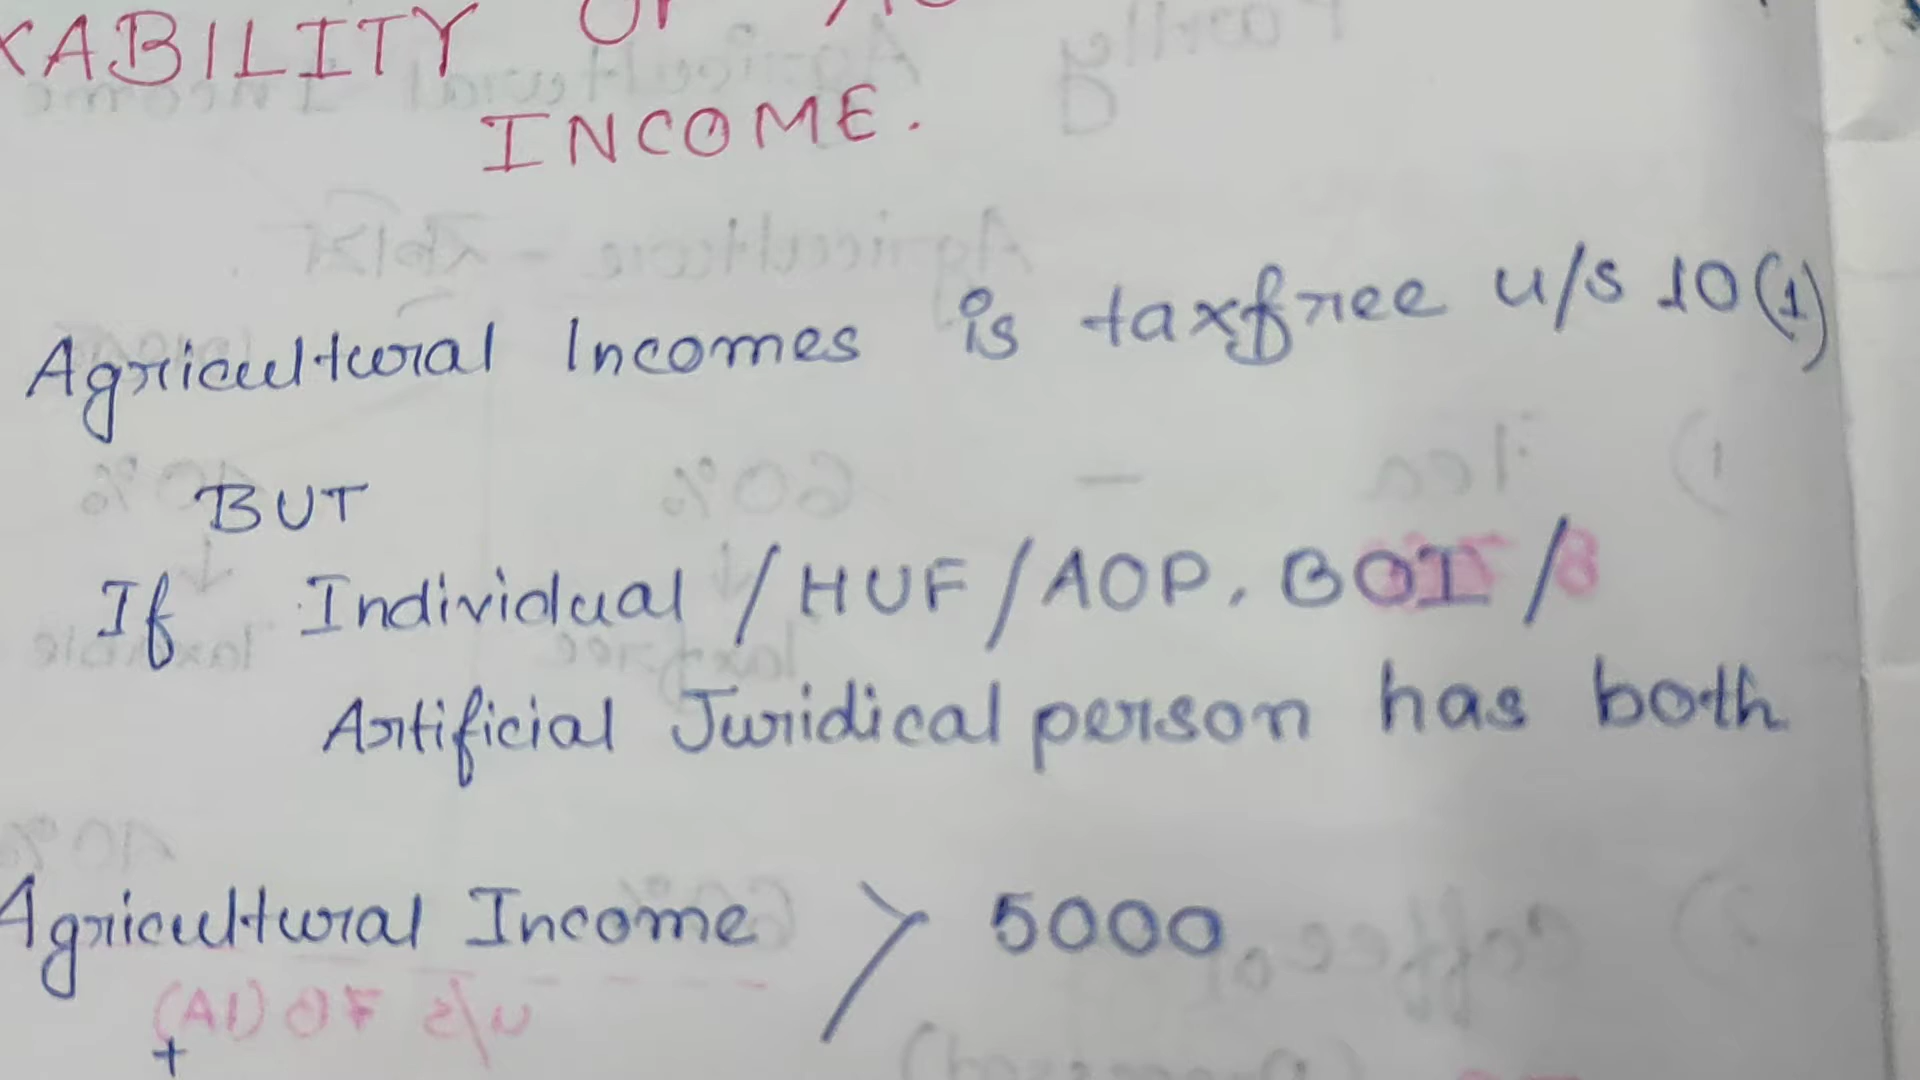 XABILITY OF
INCOME.
Agricultural Incomes is taxfree u/s 10(1)
BUT
If Individual / HUF / AOP, BOI /
Artificial Juridical person has both
Agricultural Income > 5000
+